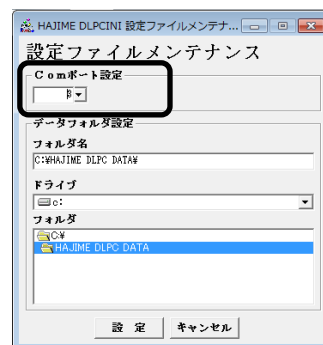 HAJIME DLPCINI 設定ファイルメンテナ...
設定ファイルメンテナンス
Comポート設定
データフォルダ設定
フォルダ名
C:¥HAJIME DLPC DATA¥
ドライブ
c:
フォルダ
C:¥
HAJIME DLPC DATA
設 定 キャンセル